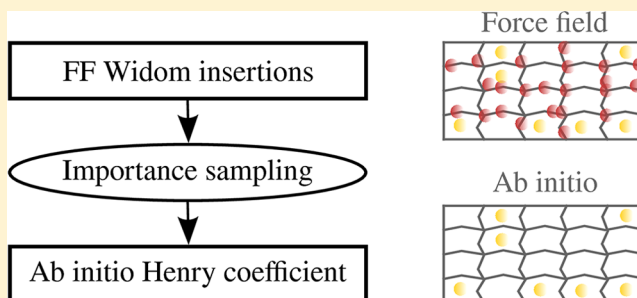 FF Widom insertions
Importance sampling
Ab initio Henry coefficient
Force field
Ab initio